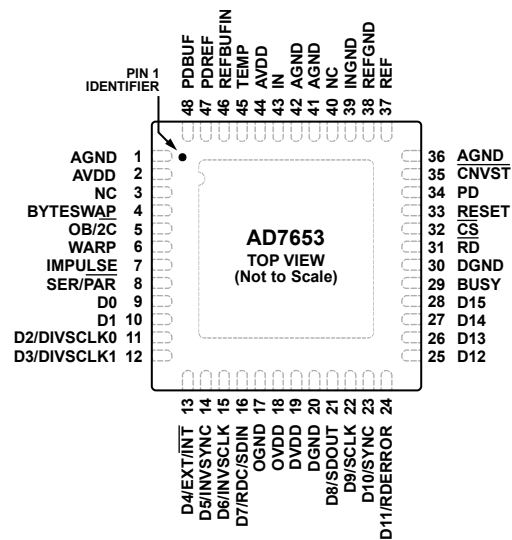 PIN 1
IDENTIFIER
48 PDBUF
47 PDREF
46 REFBUFIN
45 TEMP
44 AVDD
43 IN
42 AGND
41 AGND
40 NC
39 INGND
38 REFGND
37 REF
AGND 1
AVDD 2
NC 3
BYTESWAP 4
OB/2C 5
WARP 6
IMPULSE 7
SER/PAR 8
D0 9
D1 10
D2/DIVSCLK0 11
D3/DIVSCLK1 12
AD7653
TOP VIEW
(Not to Scale)
36 AGND
35 CNVST
34 PD
33 RESET
32 CS
31 RD
30 DGND
29 BUSY
28 D15
27 D14
26 D13
25 D12
D4/EXT/INT 13
D5/INVSYNC 14
D6/INVSCLK 15
D7/RDC/SDIN 16
OGND 17
OVDD 18
DVDD 19
DGND 20
D8/SDOUT 21
D9/SCLK 22
D10/SYNC 23
D11/RDERROR 24